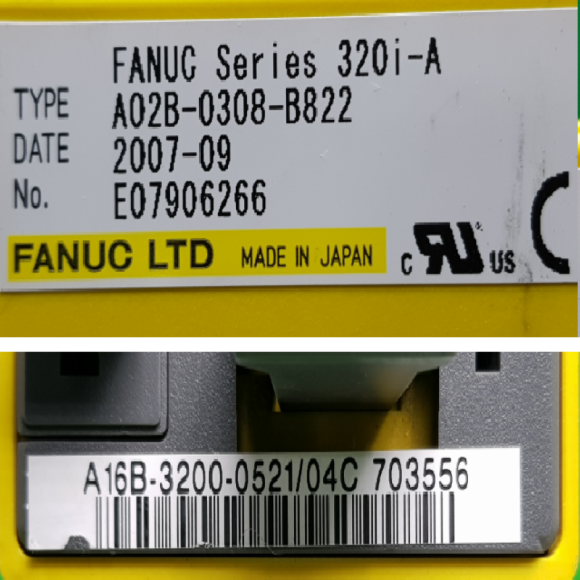 FANUC Series 320i-A
TYPE A02B-0308-B822
DATE 2007-09
No. E07906266
FANUC LTD MADE IN JAPAN
C UR US C
A16B-3200-0521/04C 703556